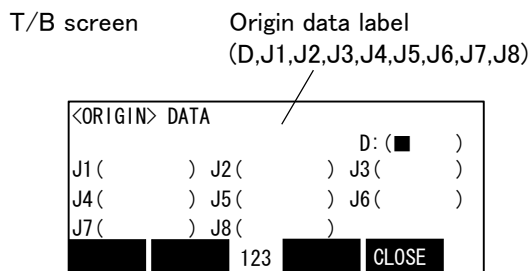 T/B screen
Origin data label
(D,J1,J2,J3,J4,J5,J6,J7,J8)
<ORIGIN> DATA
D:(■ )
J1( ) J2( ) J3( )
J4( ) J5( ) J6( )
J7( ) J8( )
123 CLOSE